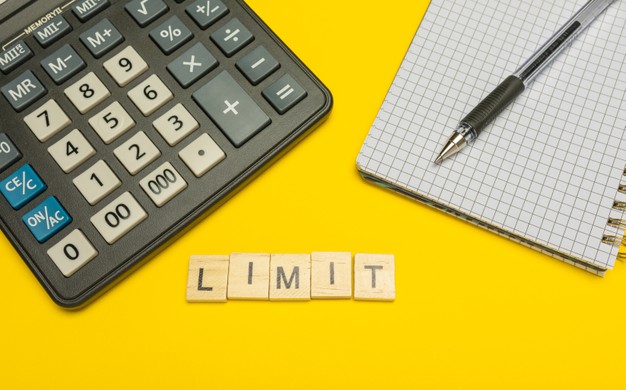 MEMORY II
MII- MII+
MR M- M+ √
7 8 9 % +/-
CE/C 4 5 6 × ÷
ON/AC 1 2 3 + −
0 00 000 · =
LIMIT